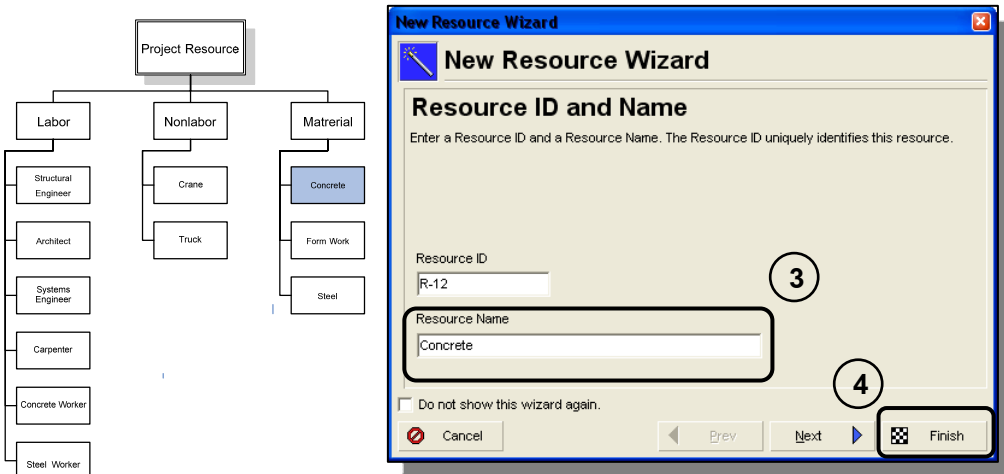 Project Resource
Labor
Nonlabor
Matrerial
Structural
Engineer
Crane
Concrete
Architect
Truck
Form Work
Systems
Engineer
Steel
Carpenter
Concrete Worker
Steel Worker
New Resource Wizard
New Resource Wizard
Resource ID and Name
Enter a Resource ID and a Resource Name. The Resource ID uniquely identifies this resource.
Resource ID
R-12
3
Resource Name
Concrete
4
Do not show this wizard again.
Cancel
Prev
Next
Finish